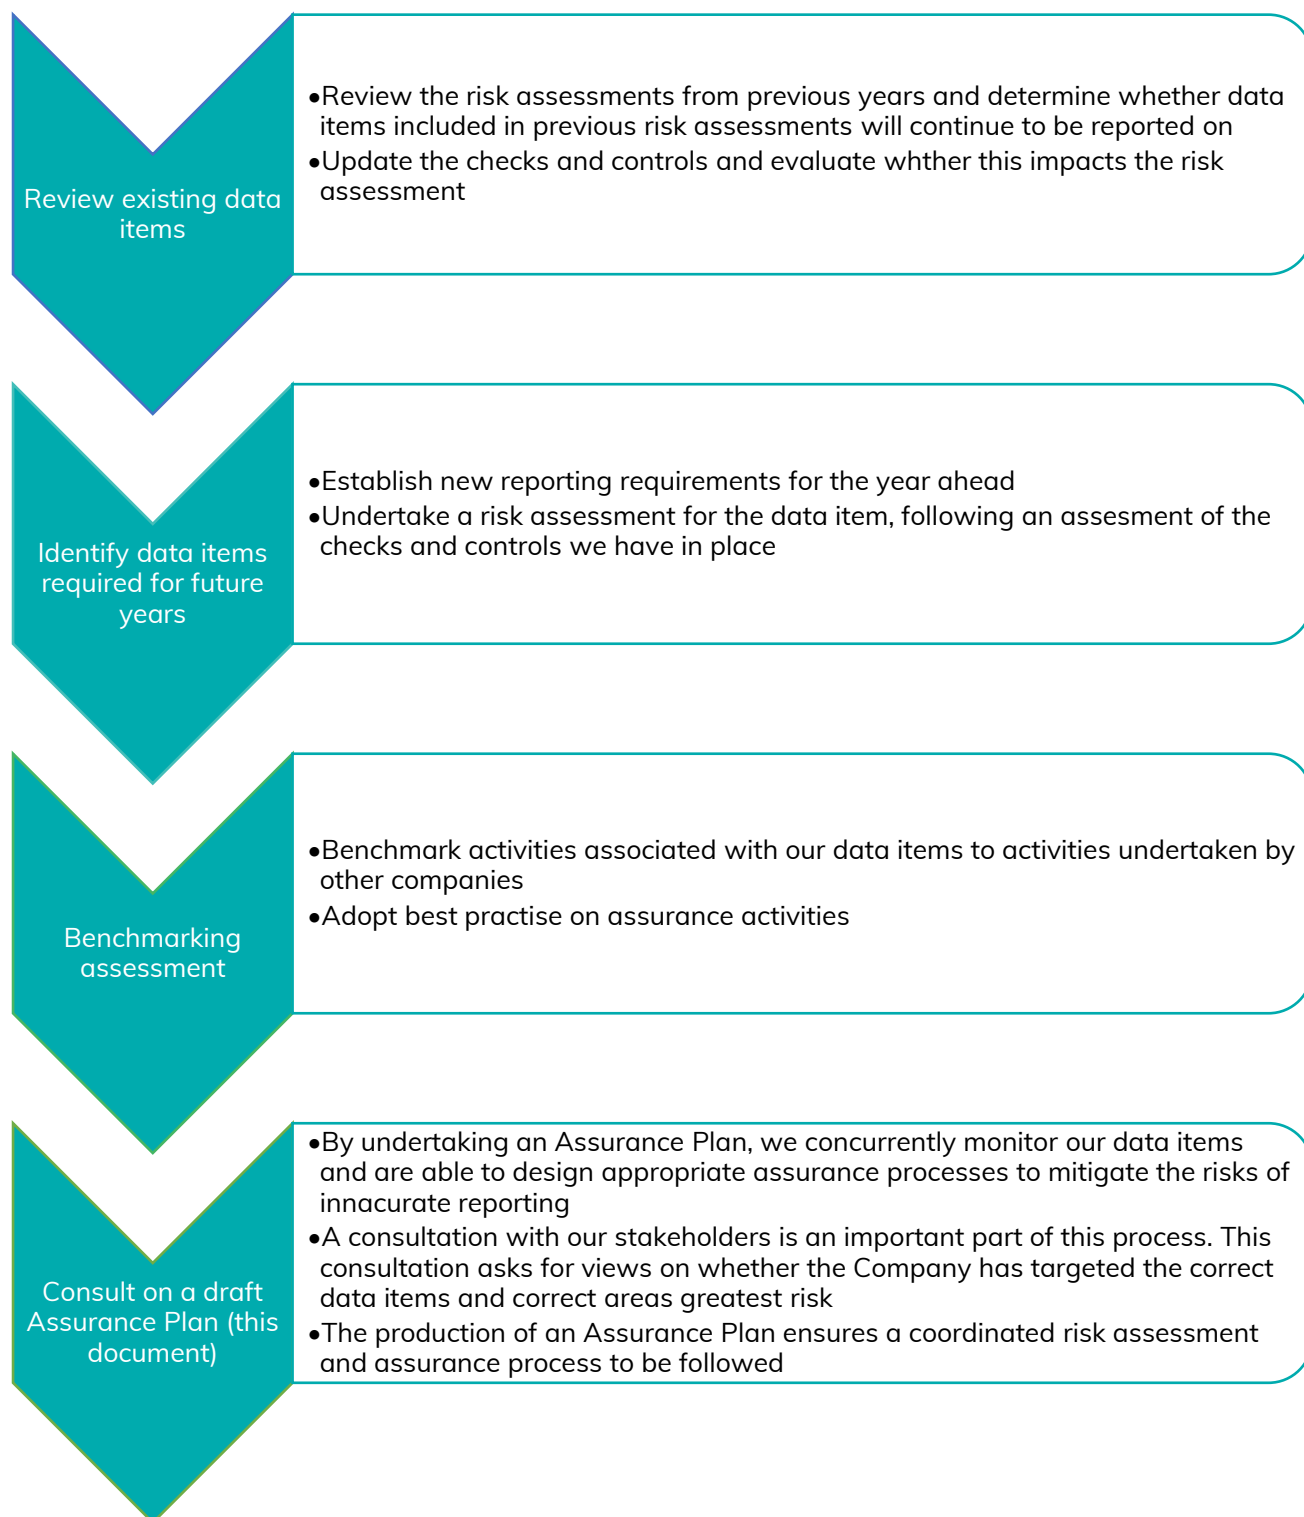 Review existing data
items
•Review the risk assessments from previous years and determine whether data
items included in previous risk assessments will continue to be reported on
•Update the checks and controls and evaluate whther this impacts the risk
assessment
Identify data items
required for future
years
•Establish new reporting requirements for the year ahead
•Undertake a risk assessment for the data item, following an assesment of the
checks and controls we have in place
Benchmarking
assessment
•Benchmark activities associated with our data items to activities undertaken by
other companies
•Adopt best practise on assurance activities
Consult on a draft
Assurance Plan (this
document)
•By undertaking an Assurance Plan, we concurrently monitor our data items
and are able to design appropriate assurance processes to mitigate the risks of
innacurate reporting
•A consultation with our stakeholders is an important part of this process. This
consultation asks for views on whether the Company has targeted the correct
data items and correct areas greatest risk
•The production of an Assurance Plan ensures a coordinated risk assessment
and assurance process to be followed